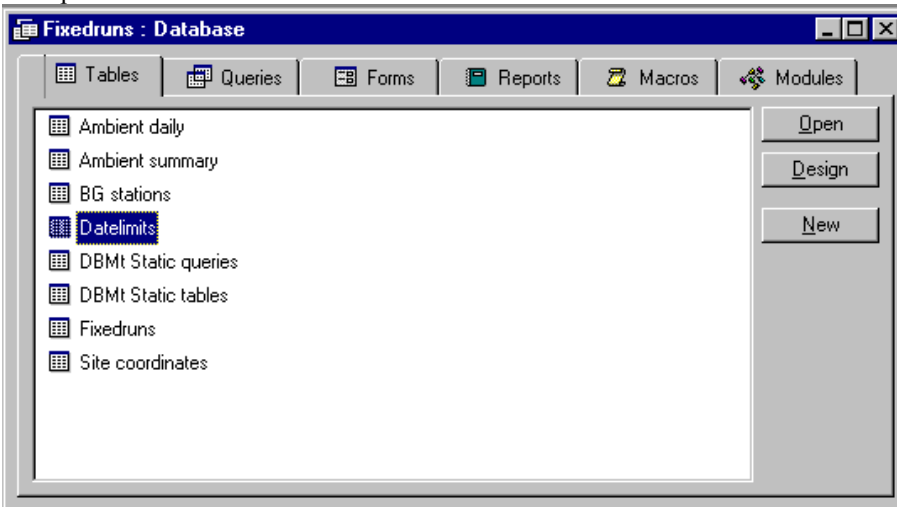 Fixedruns : Database
Tables Queries Forms Reports Macros Modules
Ambient daily
Ambient summary
BG stations
Datelimits
DBMt Static queries
DBMt Static tables
Fixedruns
Site coordinates
Open
Design
New